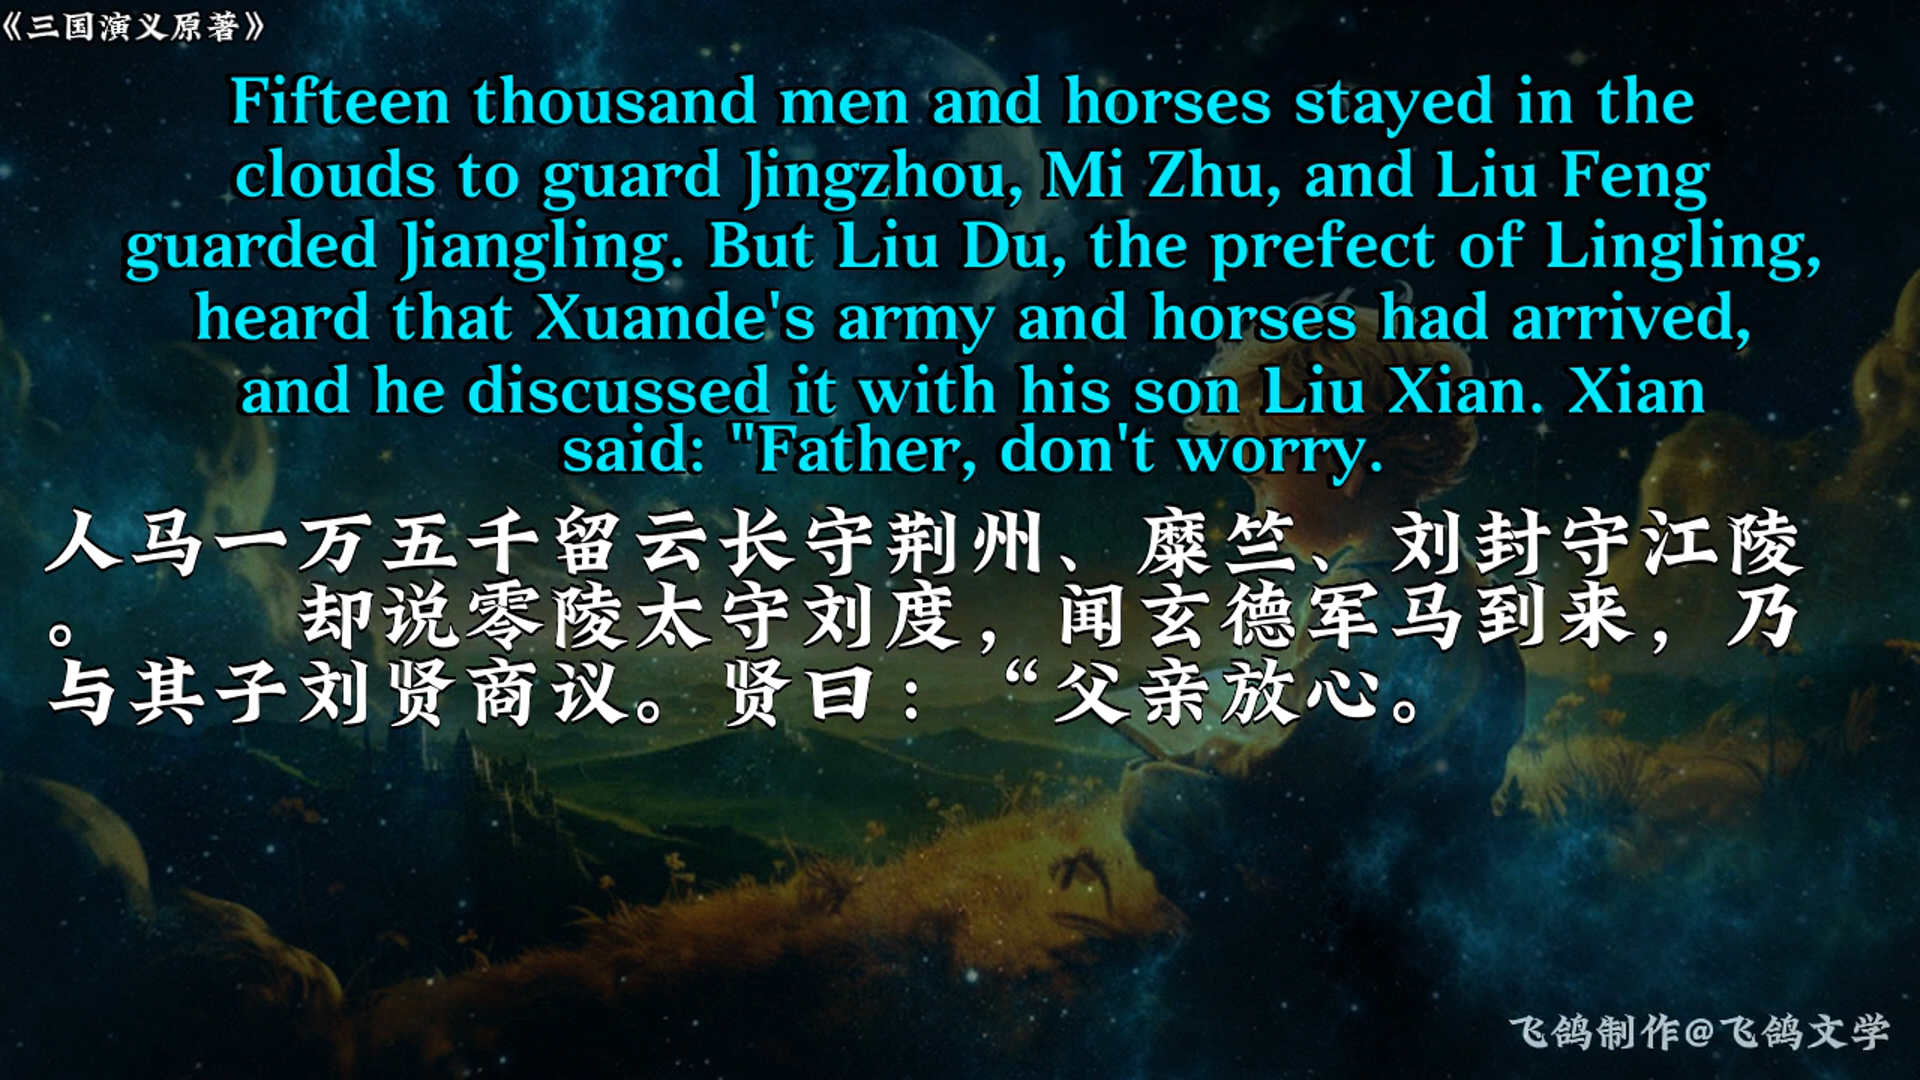 《三国演义原著》
Fifteen thousand men and horses stayed in the
clouds to guard Jingzhou, Mi Zhu, and Liu Feng
guarded Jiangling. But Liu Du, the prefect of Lingling,
heard that Xuande's army and horses had arrived,
and he discussed it with his son Liu Xian. Xian
said: "Father, don't worry.
人马一万五千留云长守荆州、糜竺、刘封守江陵
。　　却说零陵太守刘度，闻玄德军马到来，乃
与其子刘贤商议。贤曰：“父亲放心。
飞鸽制作@飞鸽文学